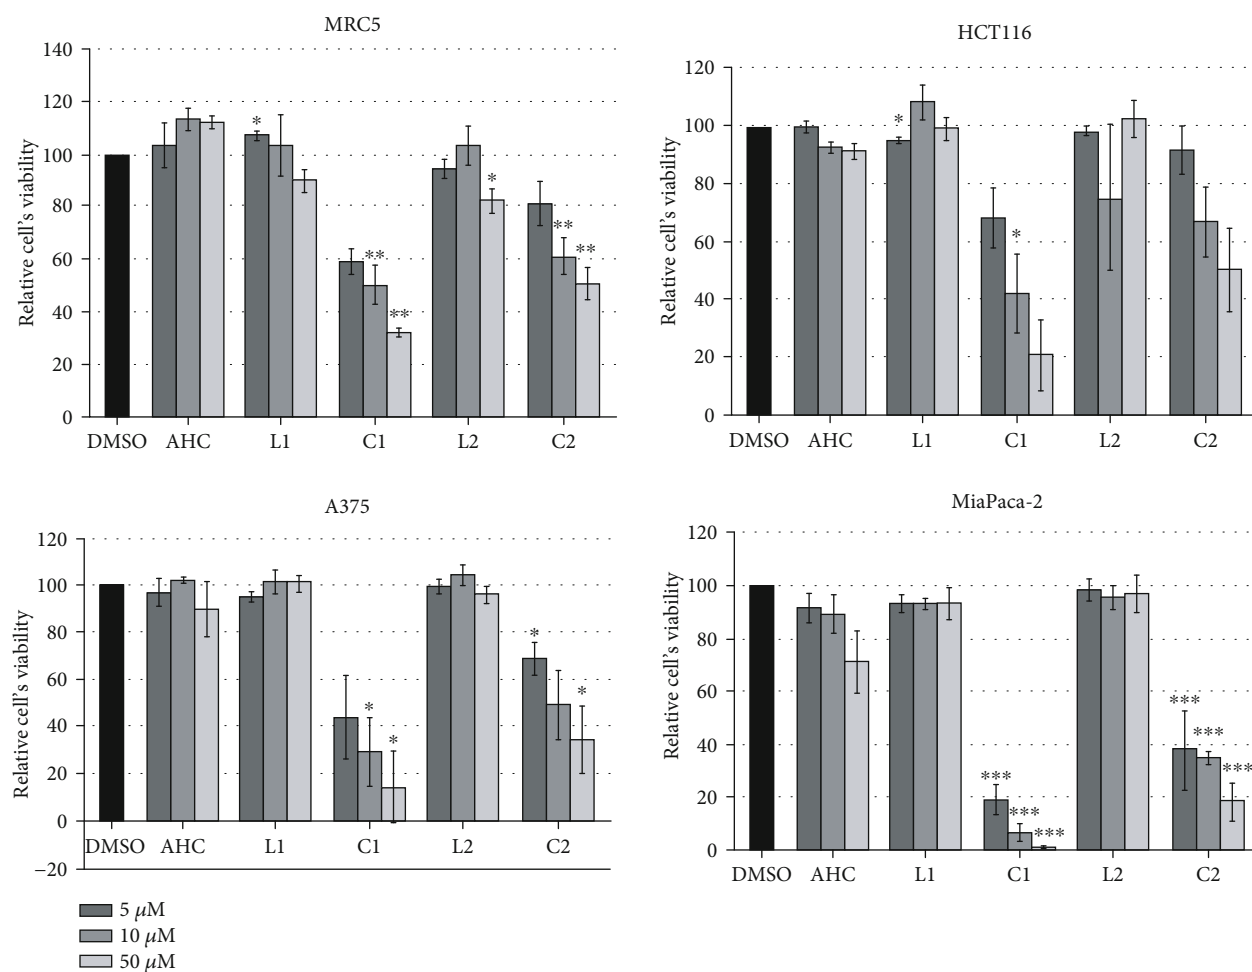 MRC5
Relative cell's viability
140
120
100
80
60
40
20
0
* ** ** * ** **
DMSO AHC L1 C1 L2 C2
HCT116
Relative cell's viability
120
100
80
60
40
20
0
* *
DMSO AHC L1 C1 L2 C2
A375
Relative cell's viability
120
100
80
60
40
20
0
−20
* * * *
DMSO AHC L1 C1 L2 C2
MiaPaca-2
Relative cell's viability
120
100
80
60
40
20
0
*** *** *** *** *** ***
DMSO AHC L1 C1 L2 C2
5 μM
10 μM
50 μM